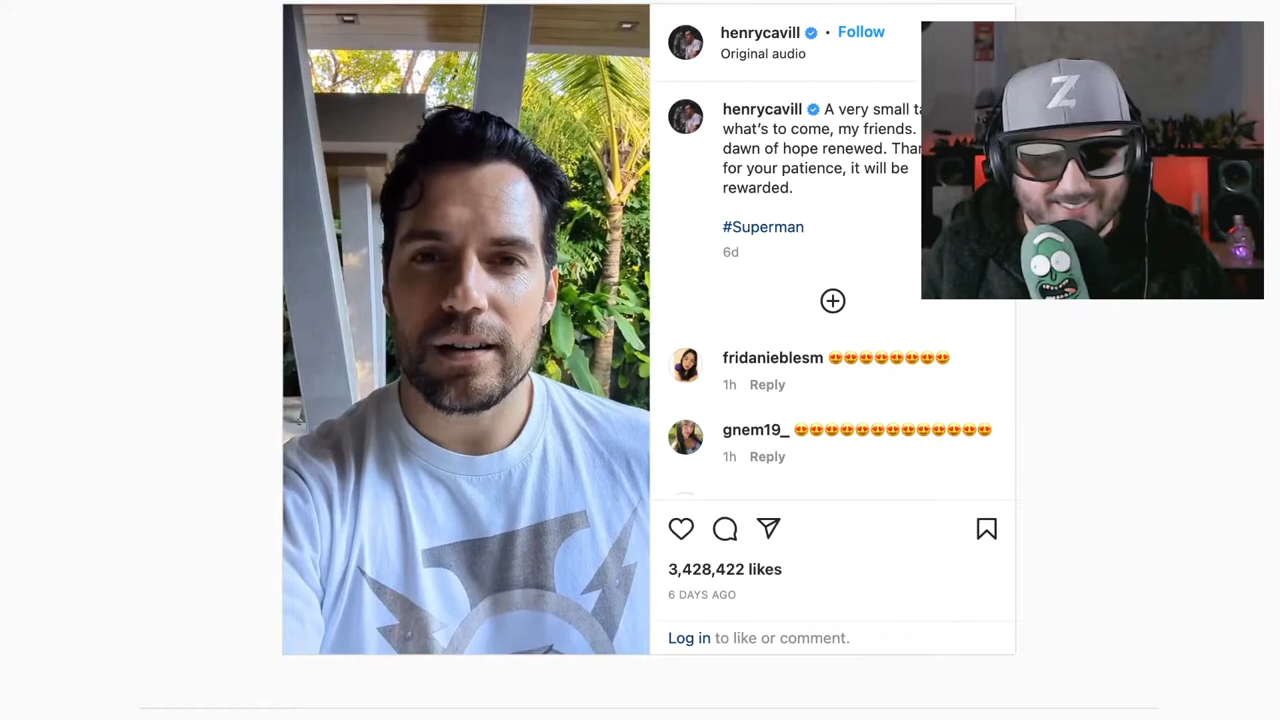 henrycavill • Follow
Original audio
henrycavill A very small
what's to come, my friends.
dawn of hope renewed.
for your patience, it will be
rewarded.
#Superman
6d
fridanieblesm 😍😍😍😍😍😍😍😍
1h Reply
gnem19_ 😍😍😍😍😍😍😍😍😍😍😍😍😍
1h Reply
3,428,422 likes
6 DAYS AGO
Log in to like or comment.
Z